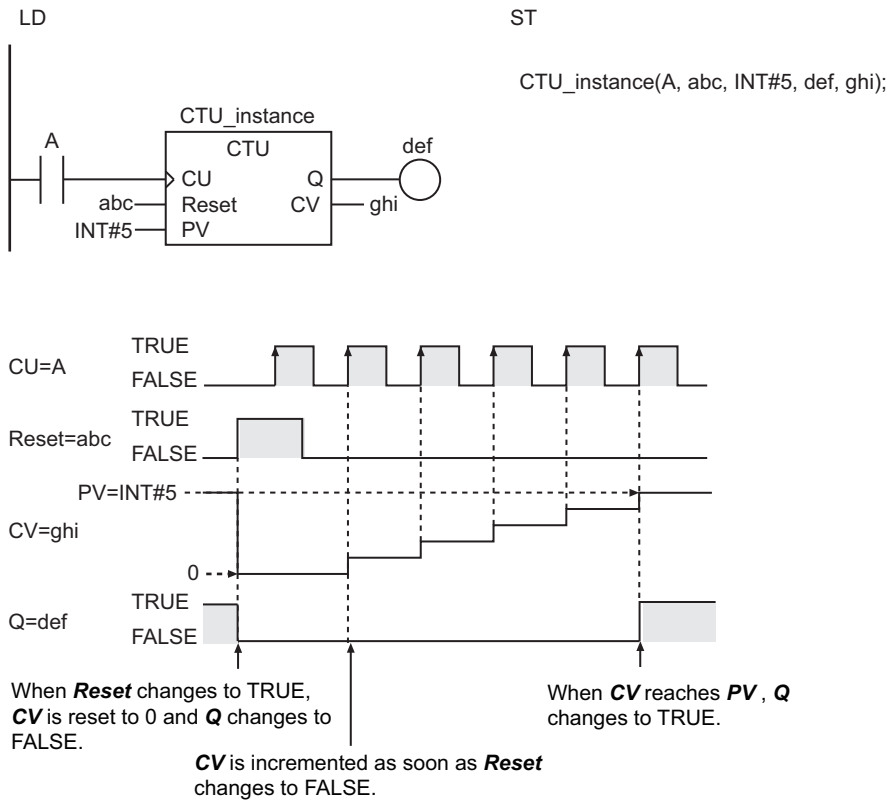 LD
ST
CTU_instance(A, abc, INT#5, def, ghi);
CTU_instance
A
CTU
def
CU
Q
abc
Reset
CV
ghi
INT#5
PV
CU=A
TRUE
FALSE
Reset=abc
TRUE
FALSE
PV=INT#5
CV=ghi
0
Q=def
TRUE
FALSE
When Reset changes to TRUE,
CV is reset to 0 and Q changes to
FALSE.
CV is incremented as soon as Reset
changes to FALSE.
When CV reaches PV , Q
changes to TRUE.